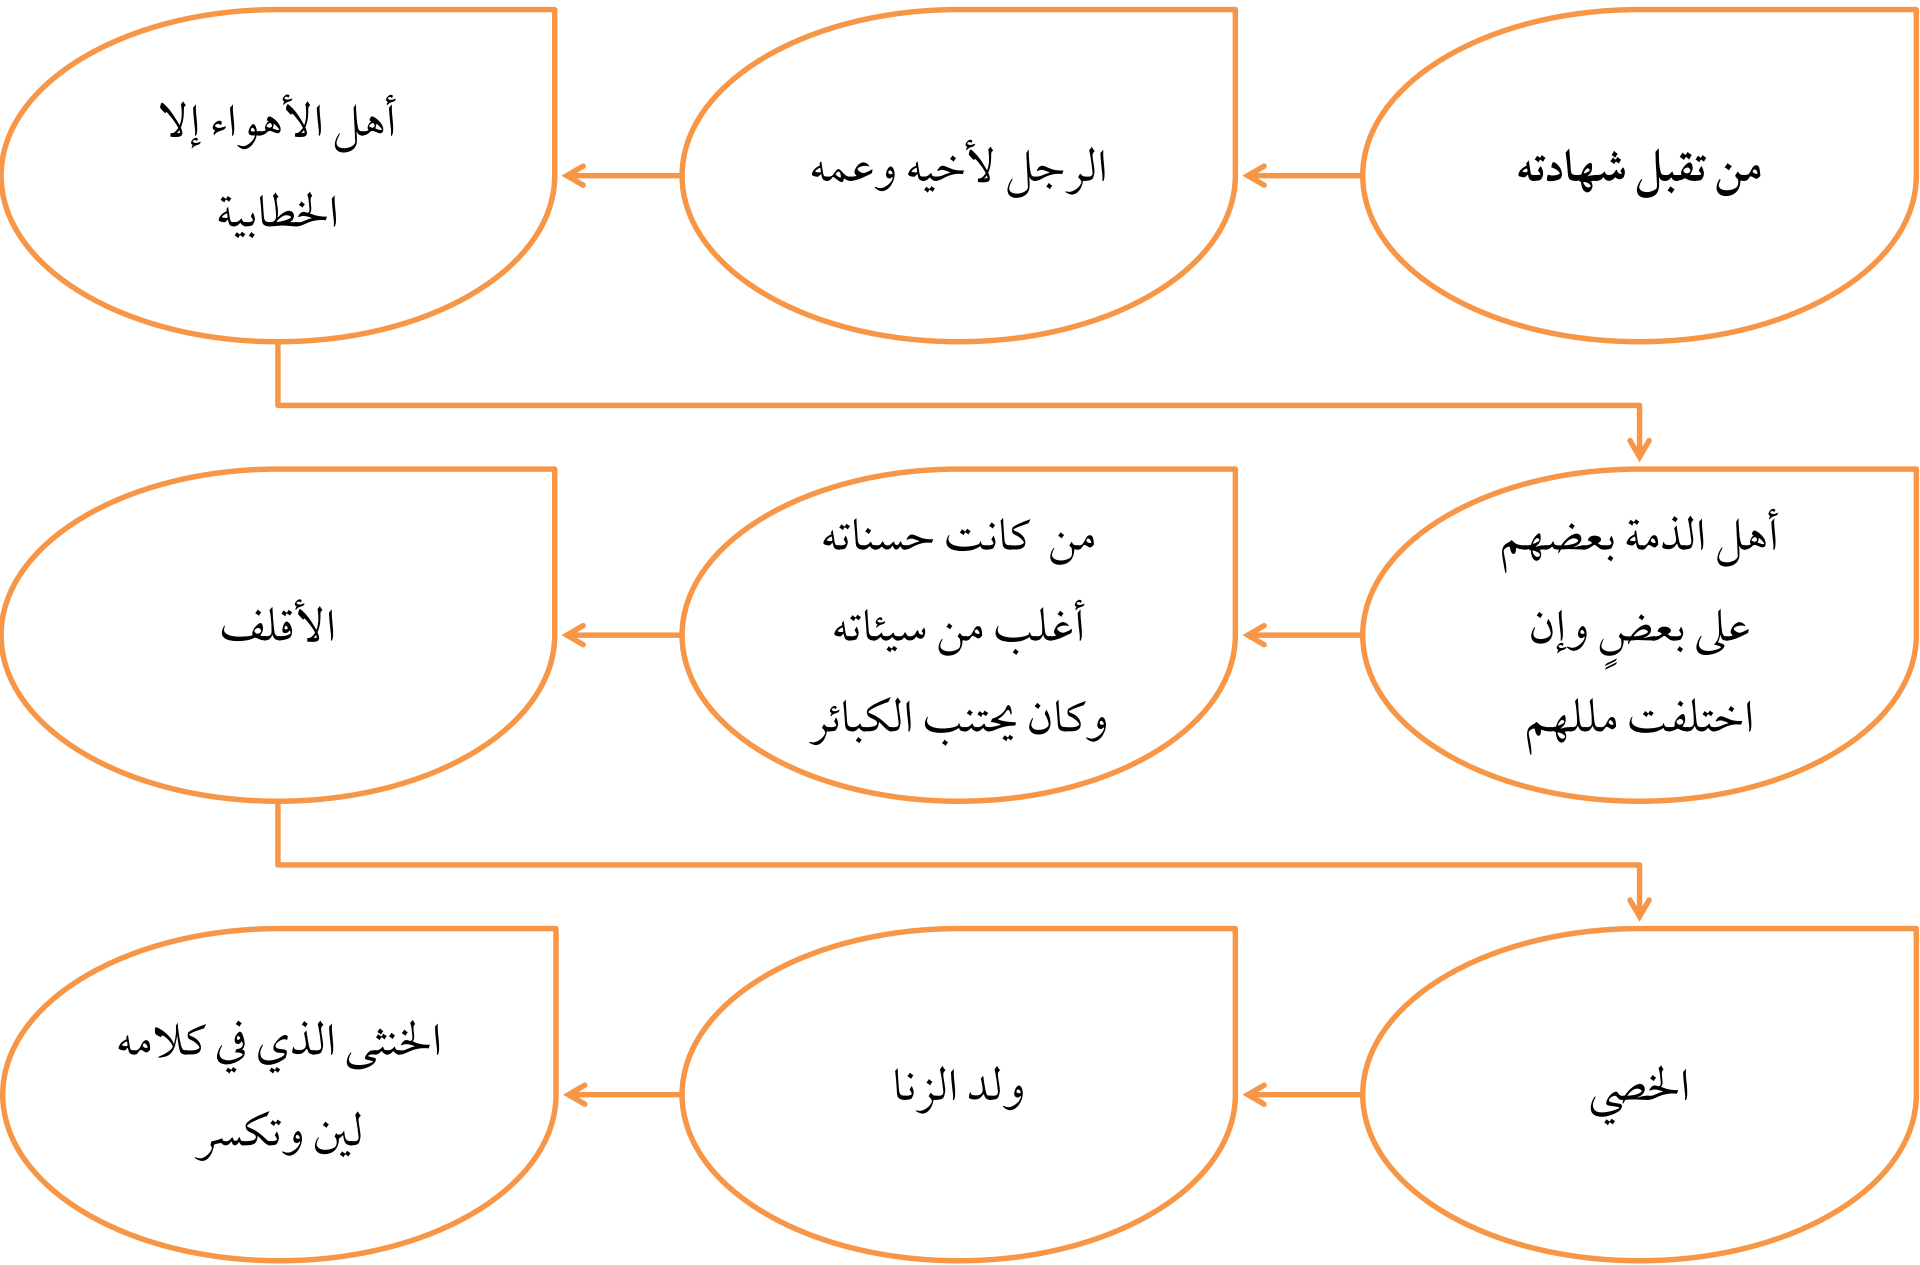 من تقبل شهادته
الرجل لأخيه وعمه
أهل الأهواء إلا
الخطابية
أهل الذمة بعضهم
على بعضٍ وإن
اختلفت مللهم
من كانت حسناته
أغلب من سيئاته
وكان يجتنب الكبائر
الأقلف
الخصي
ولد الزنا
الخنثى الذي في كلامه
لين وتكسر